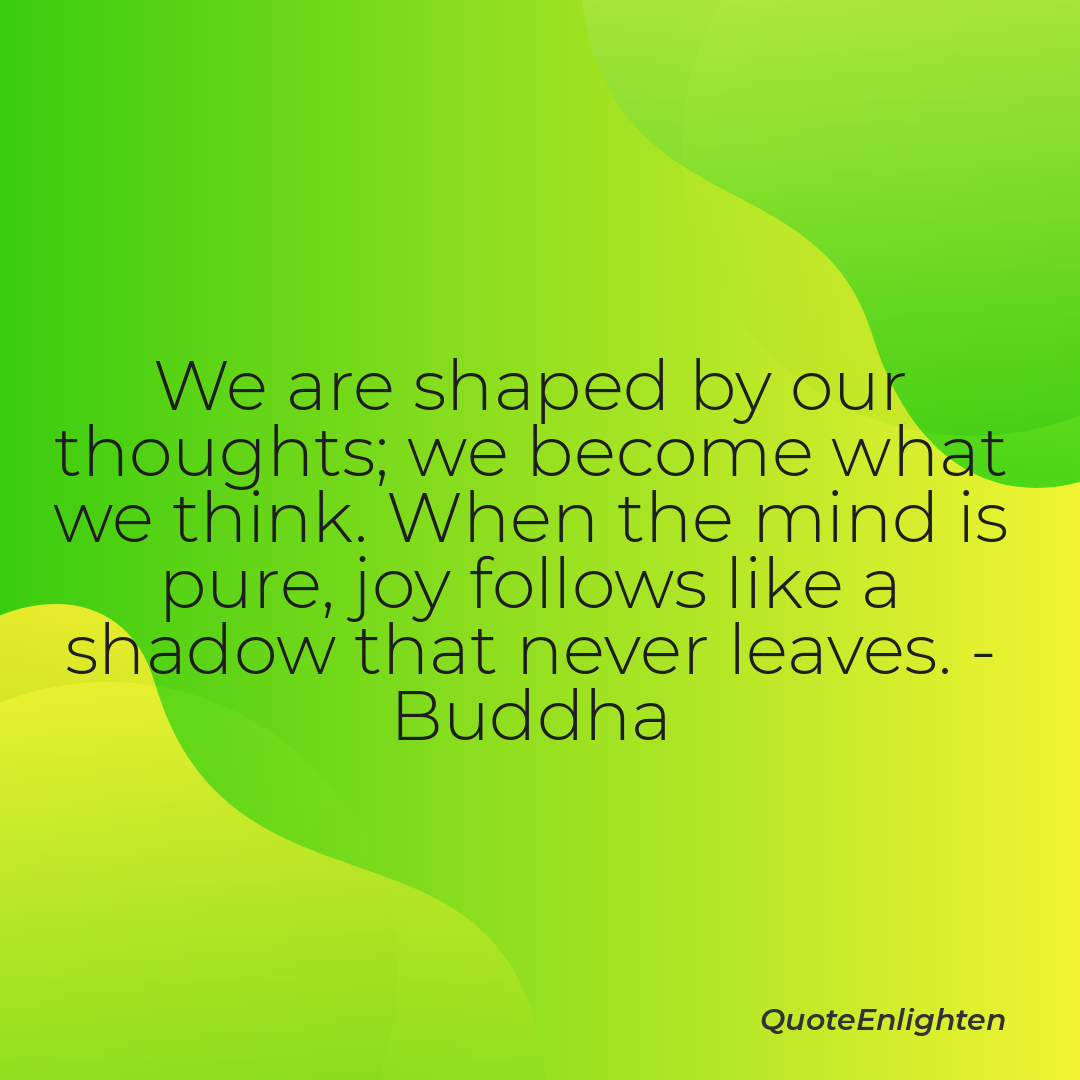 We are shaped by our
thoughts; we become what
we think. When the mind is
pure, joy follows like a
shadow that never leaves. -
Buddha
QuoteEnlighten